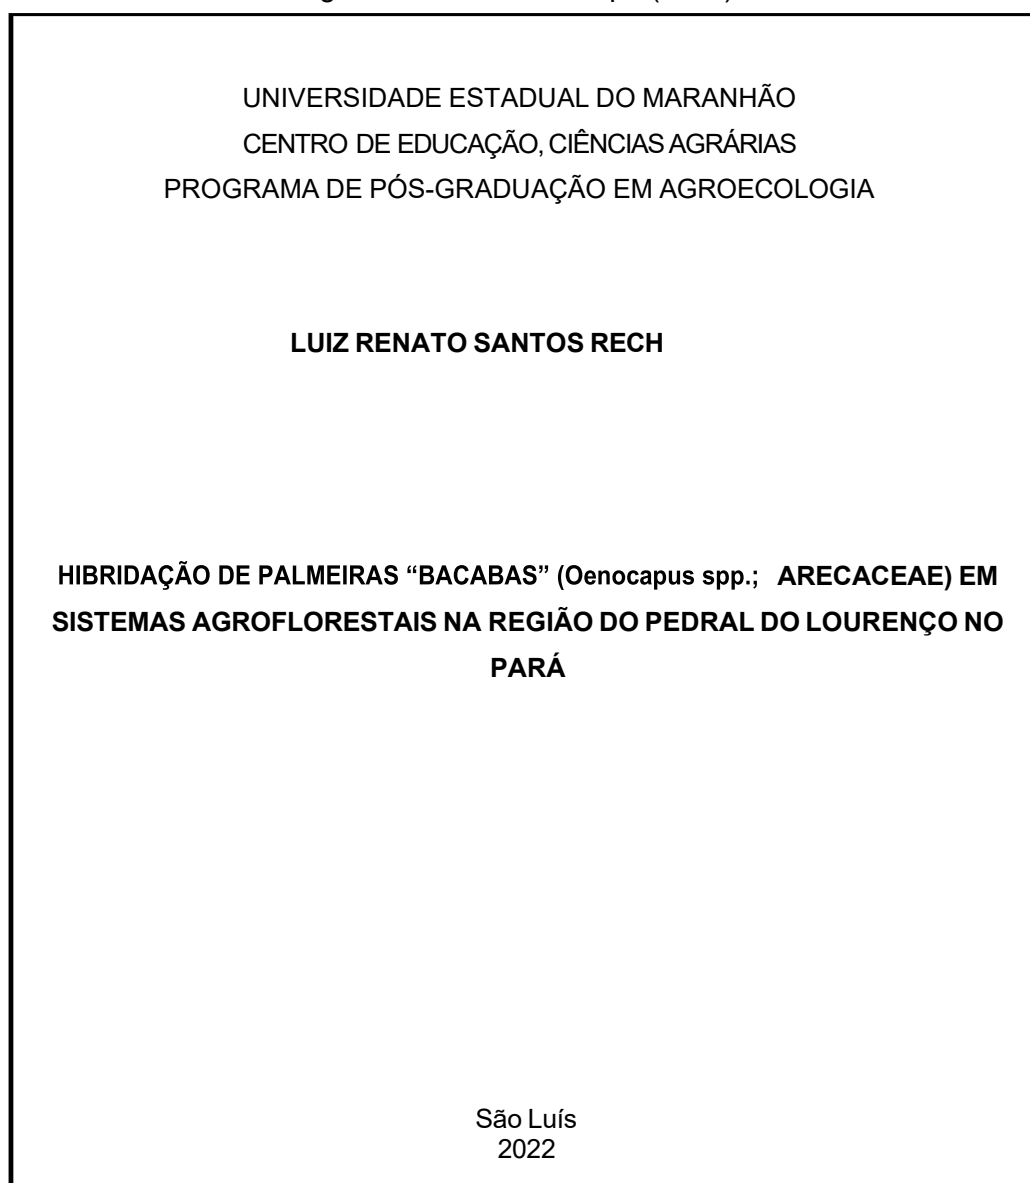 UNIVERSIDADE ESTADUAL DO MARANHÃO
CENTRO DE EDUCAÇÃO, CIÊNCIAS AGRÁRIAS
PROGRAMA DE PÓS-GRADUAÇÃO EM AGROECOLOGIA
LUIZ RENATO SANTOS RECH
HIBRIDAÇÃO DE PALMEIRAS “BACABAS” (Oenocapus spp.; ARECACEAE) EM
SISTEMAS AGROFLORESTAIS NA REGIÃO DO PEDRAL DO LOURENÇO NO
PARÁ
São Luís
2022